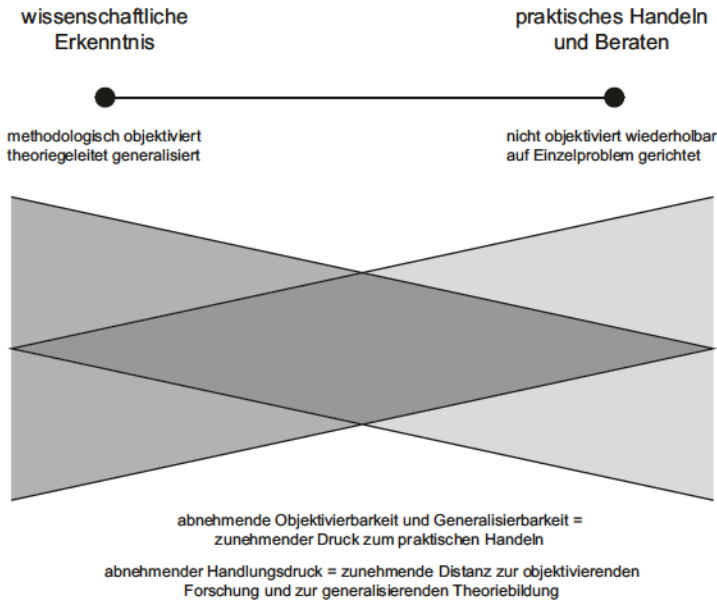 wissenschaftliche
Erkenntnis
praktisches Handeln
und Beraten
methodologisch objektiviert
theoriegeleitet generalisiert
nicht objektiviert wiederholbar
auf Einzelproblem gerichtet
abnehmende Objektivierbarkeit und Generalisierbarkeit =
zunehmender Druck zum praktischen Handeln
abnehmender Handlungsdruck = zunehmende Distanz zur objektivierenden
Forschung und zur generalisierenden Theoriebildung